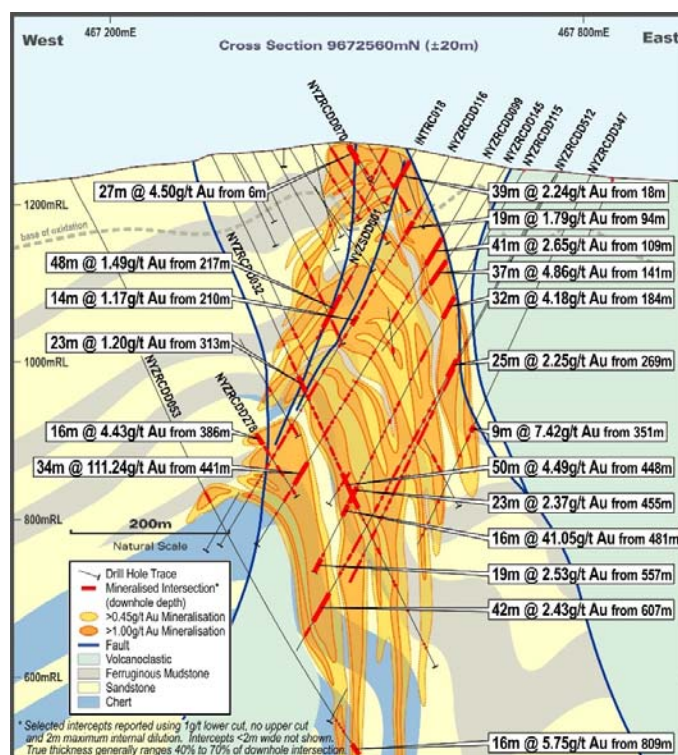 467 200mE
467 800mE
West
Cross Section 9672560mN (±20m)
East
NYZRCDD070
INTRC018
NYZRCDD116
NYZRCDD099
NYZRCDD145
NYZRCDD115
NYZRCDD512
NYZRCDD347
27m @ 4.50g/t Au from 6m
39m @ 2.24g/t Au from 18m
1200mRL
19m @ 1.79g/t Au from 94m
base of oxidation
NYZSDD001
41m @ 2.65g/t Au from 109m
48m @ 1.49g/t Au from 217m
37m @ 4.86g/t Au from 141m
NYZRCPD032
14m @ 1.17g/t Au from 210m
32m @ 4.18g/t Au from 184m
23m @ 1.20g/t Au from 313m
1000mRL
25m @ 2.25g/t Au from 269m
NYZRCDD053
NYZRCDD278
16m @ 4.43g/t Au from 386m
9m @ 7.42g/t Au from 351m
34m @ 111.24g/t Au from 441m
50m @ 4.49g/t Au from 448m
23m @ 2.37g/t Au from 455m
800mRL
200m
16m @ 41.05g/t Au from 481m
Natural Scale
19m @ 2.53g/t Au from 557m
42m @ 2.43g/t Au from 607m
Drill Hole Trace
Mineralised Intersection*
(downhole depth)
>0.45g/t Au Mineralisation
>1.00g/t Au Mineralisation
Fault
Volcanoclastic
Ferruginous Mudstone
Sandstone
Chert
600mRL
* Selected intercepts reported using 1g/t lower cut, no upper cut
and 2m maximum internal dilution. Intercepts <2m wide not shown.
True thickness generally ranges 40% to 70% of downhole intersection.
16m @ 5.75g/t Au from 809m